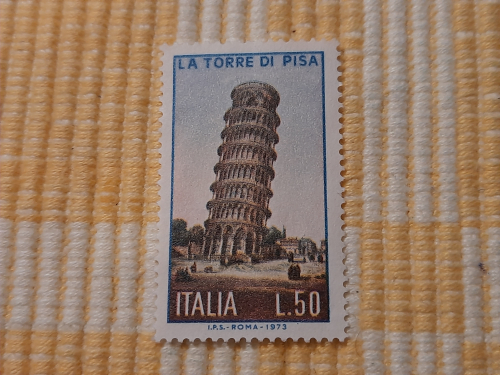 LA TORRE DI PISA
ITALIA L.50
I.P.S.-ROMA-1973